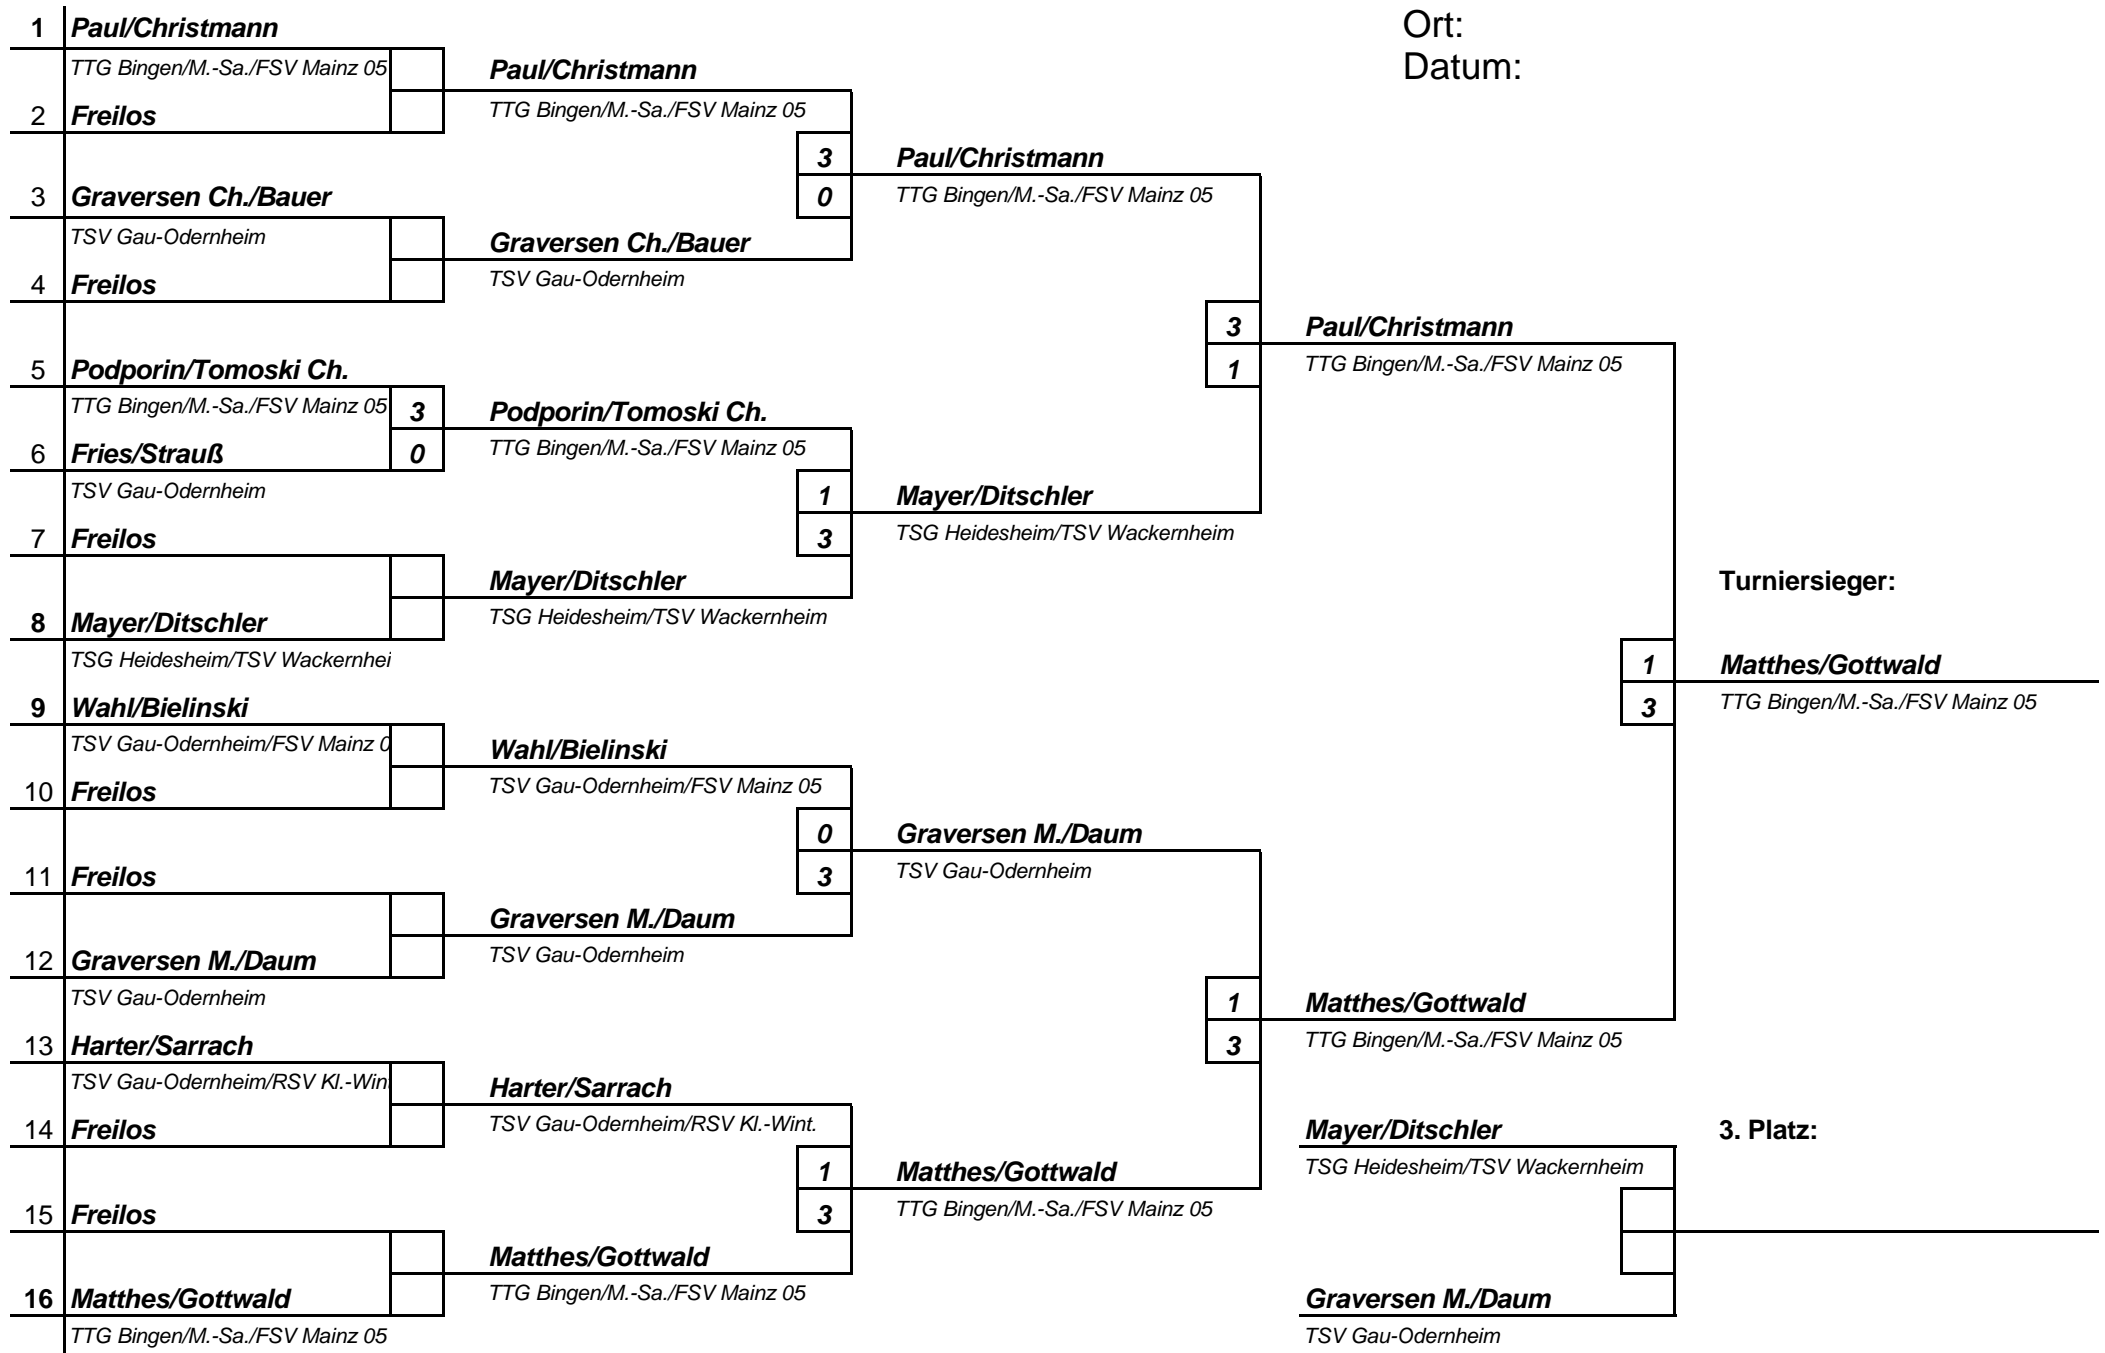 Ort:
Datum:
1 Paul/Christmann
TTG Bingen/M.-Sa./FSV Mainz 05
2 Freilos
3 Graversen Ch./Bauer
TSV Gau-Odernheim
4 Freilos
5 Podporin/Tomoski Ch.
TTG Bingen/M.-Sa./FSV Mainz 05
3
6 Fries/Strauß
0
TSV Gau-Odernheim
7 Freilos
8 Mayer/Ditschler
TSG Heidesheim/TSV Wackernhei
9 Wahl/Bielinski
TSV Gau-Odernheim/FSV Mainz 0
10 Freilos
11 Freilos
12 Graversen M./Daum
TSV Gau-Odernheim
13 Harter/Sarrach
TSV Gau-Odernheim/RSV Kl.-Wint
14 Freilos
15 Freilos
16 Matthes/Gottwald
TTG Bingen/M.-Sa./FSV Mainz 05
Paul/Christmann
TTG Bingen/M.-Sa./FSV Mainz 05
3
0
Graversen Ch./Bauer
TSV Gau-Odernheim
Podporin/Tomoski Ch.
TTG Bingen/M.-Sa./FSV Mainz 05
1
3
Mayer/Ditschler
TSG Heidesheim/TSV Wackernheim
Wahl/Bielinski
TSV Gau-Odernheim/FSV Mainz 05
0
3
Graversen M./Daum
TSV Gau-Odernheim
Harter/Sarrach
TSV Gau-Odernheim/RSV Kl.-Wint.
1
3
Matthes/Gottwald
TTG Bingen/M.-Sa./FSV Mainz 05
Paul/Christmann
TTG Bingen/M.-Sa./FSV Mainz 05
3
1
Mayer/Ditschler
TSG Heidesheim/TSV Wackernheim
Graversen M./Daum
TSV Gau-Odernheim
1
3
Matthes/Gottwald
TTG Bingen/M.-Sa./FSV Mainz 05
Paul/Christmann
TTG Bingen/M.-Sa./FSV Mainz 05
1
3
Matthes/Gottwald
TTG Bingen/M.-Sa./FSV Mainz 05
Turniersieger:
Matthes/Gottwald
TTG Bingen/M.-Sa./FSV Mainz 05
Mayer/Ditschler
TSG Heidesheim/TSV Wackernheim
3. Platz:
Graversen M./Daum
TSV Gau-Odernheim